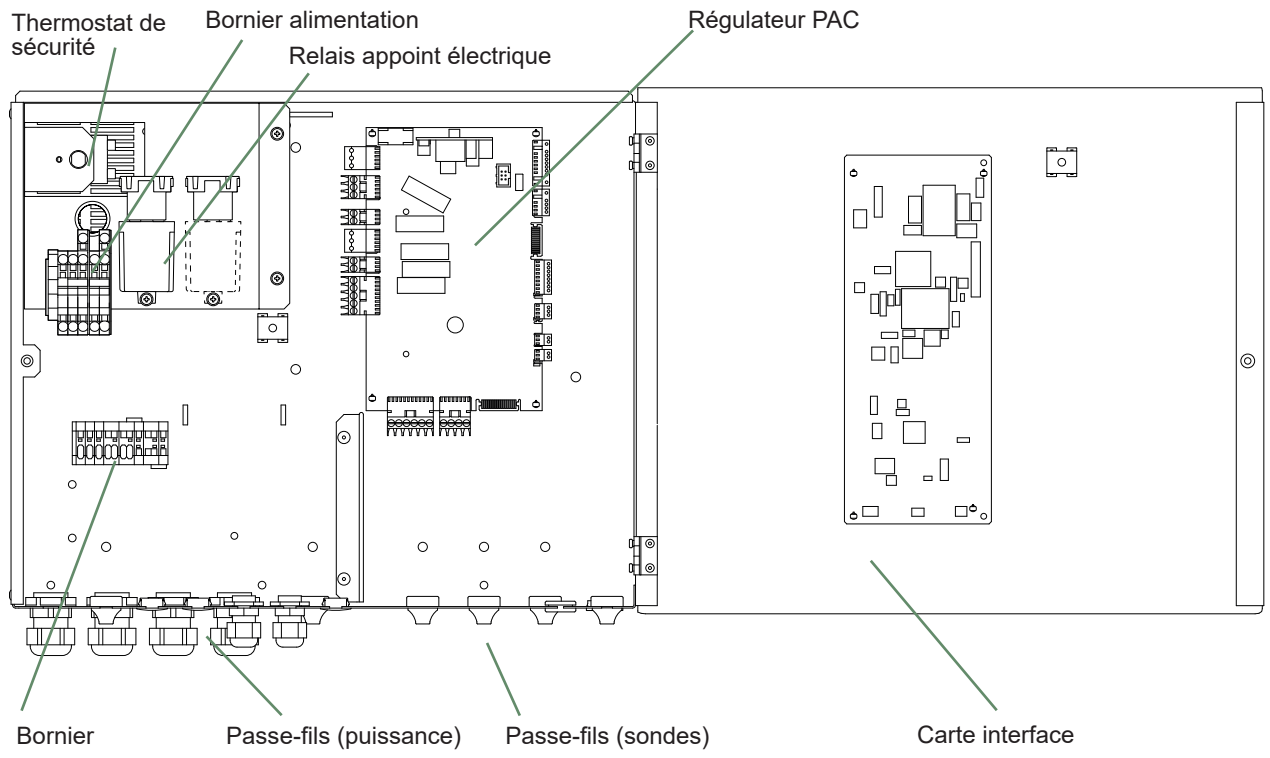 Thermostat de
sécurité
Bornier alimentation
Relais appoint électrique
Régulateur PAC
Bornier
Passe-fils (puissance)
Passe-fils (sondes)
Carte interface